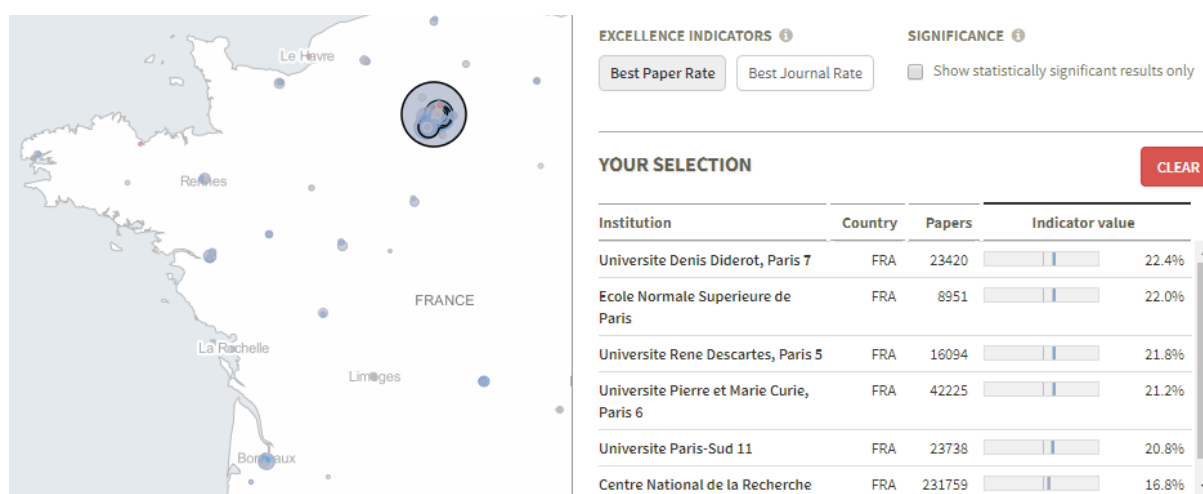 Le Havre
Rennes
FRANCE
La Rochelle
Limoges
Bordeaux
EXCELLENCE INDICATORS
SIGNIFICANCE
Best Paper Rate
Best Journal Rate
Show statistically significant results only
YOUR SELECTION
CLEAR
Institution Country Papers Indicator value
Universite Denis Diderot, Paris 7 FRA 23420 22.4%
Ecole Normale Superieure de FRA 8951 22.0%
Paris
Universite Rene Descartes, Paris 5 FRA 16094 21.8%
Universite Pierre et Marie Curie, FRA 42225 21.2%
Paris 6
Universite Paris-Sud 11 FRA 23738 20.8%
Centre National de la Recherche FRA 231759 16.8%